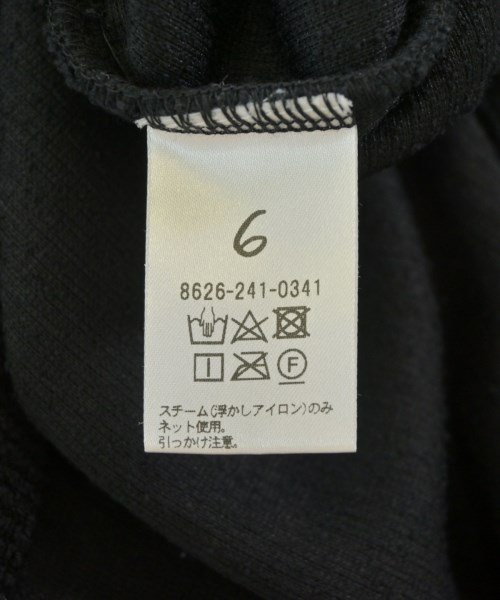 6
8626-241-0341
F
スチーム(浮かしアイロン)のみ
ネット使用。
引っかけ注意。